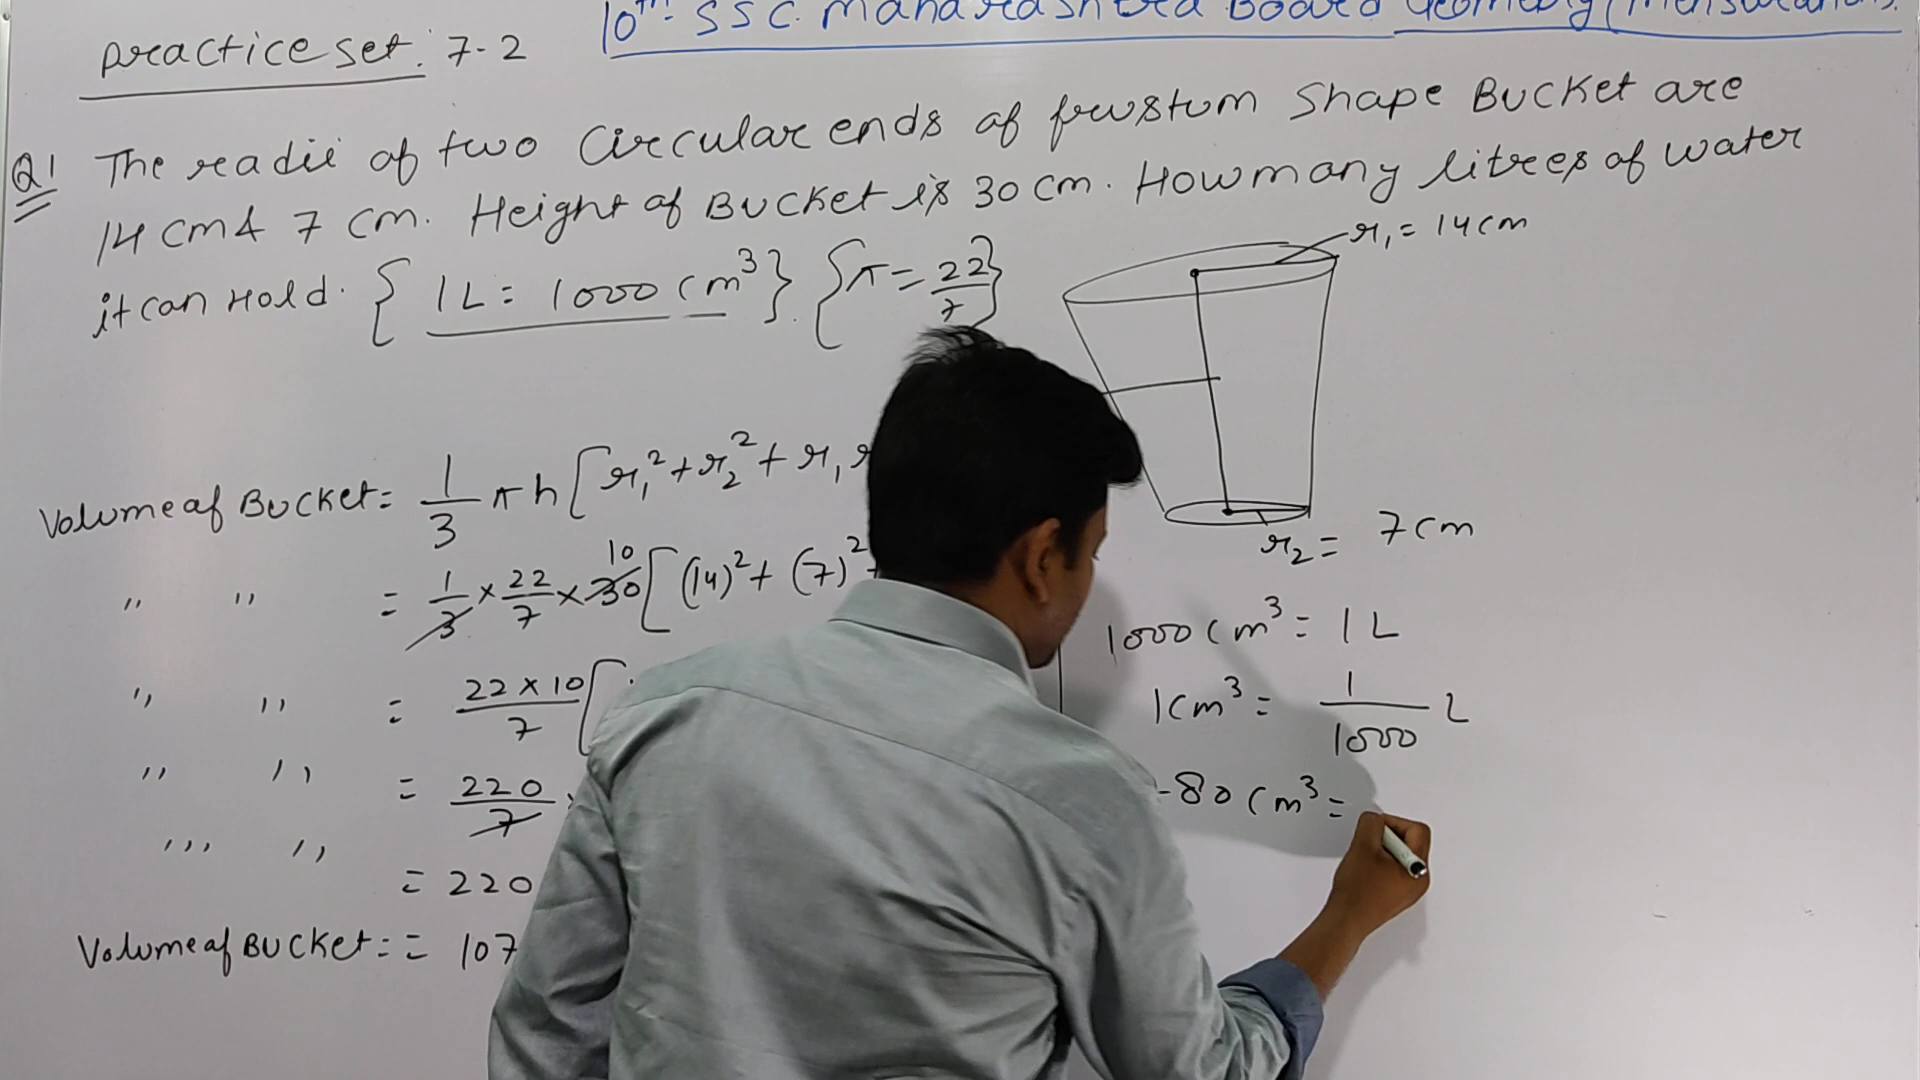 10th SSC Maharashtra Board Geometry (Mensuration).
Practice set: 7-2
Q1 The radii of two Circular ends of frustum Shape Bucket are
14 cm & 7 cm. Height of Bucket is 30 cm. How many litres of water
it can Hold. { 1L = 1000 cm³ }. { π = 22/7 }
r₁ = 14 cm
r₂ = 7 cm
Volume of Bucket = 1/3 π h [ r₁² + r₂² + r₁
" " = 1/3 × 22/7 × 30 10 [ (14)² + (7)²
" " = 22 × 10 / 7 [
" " = 220/7
,,, ,, = 220
Volume of Bucket = = 107
1000 cm³ = 1 L
1 cm³ = 1/1000 L
80 cm³ =